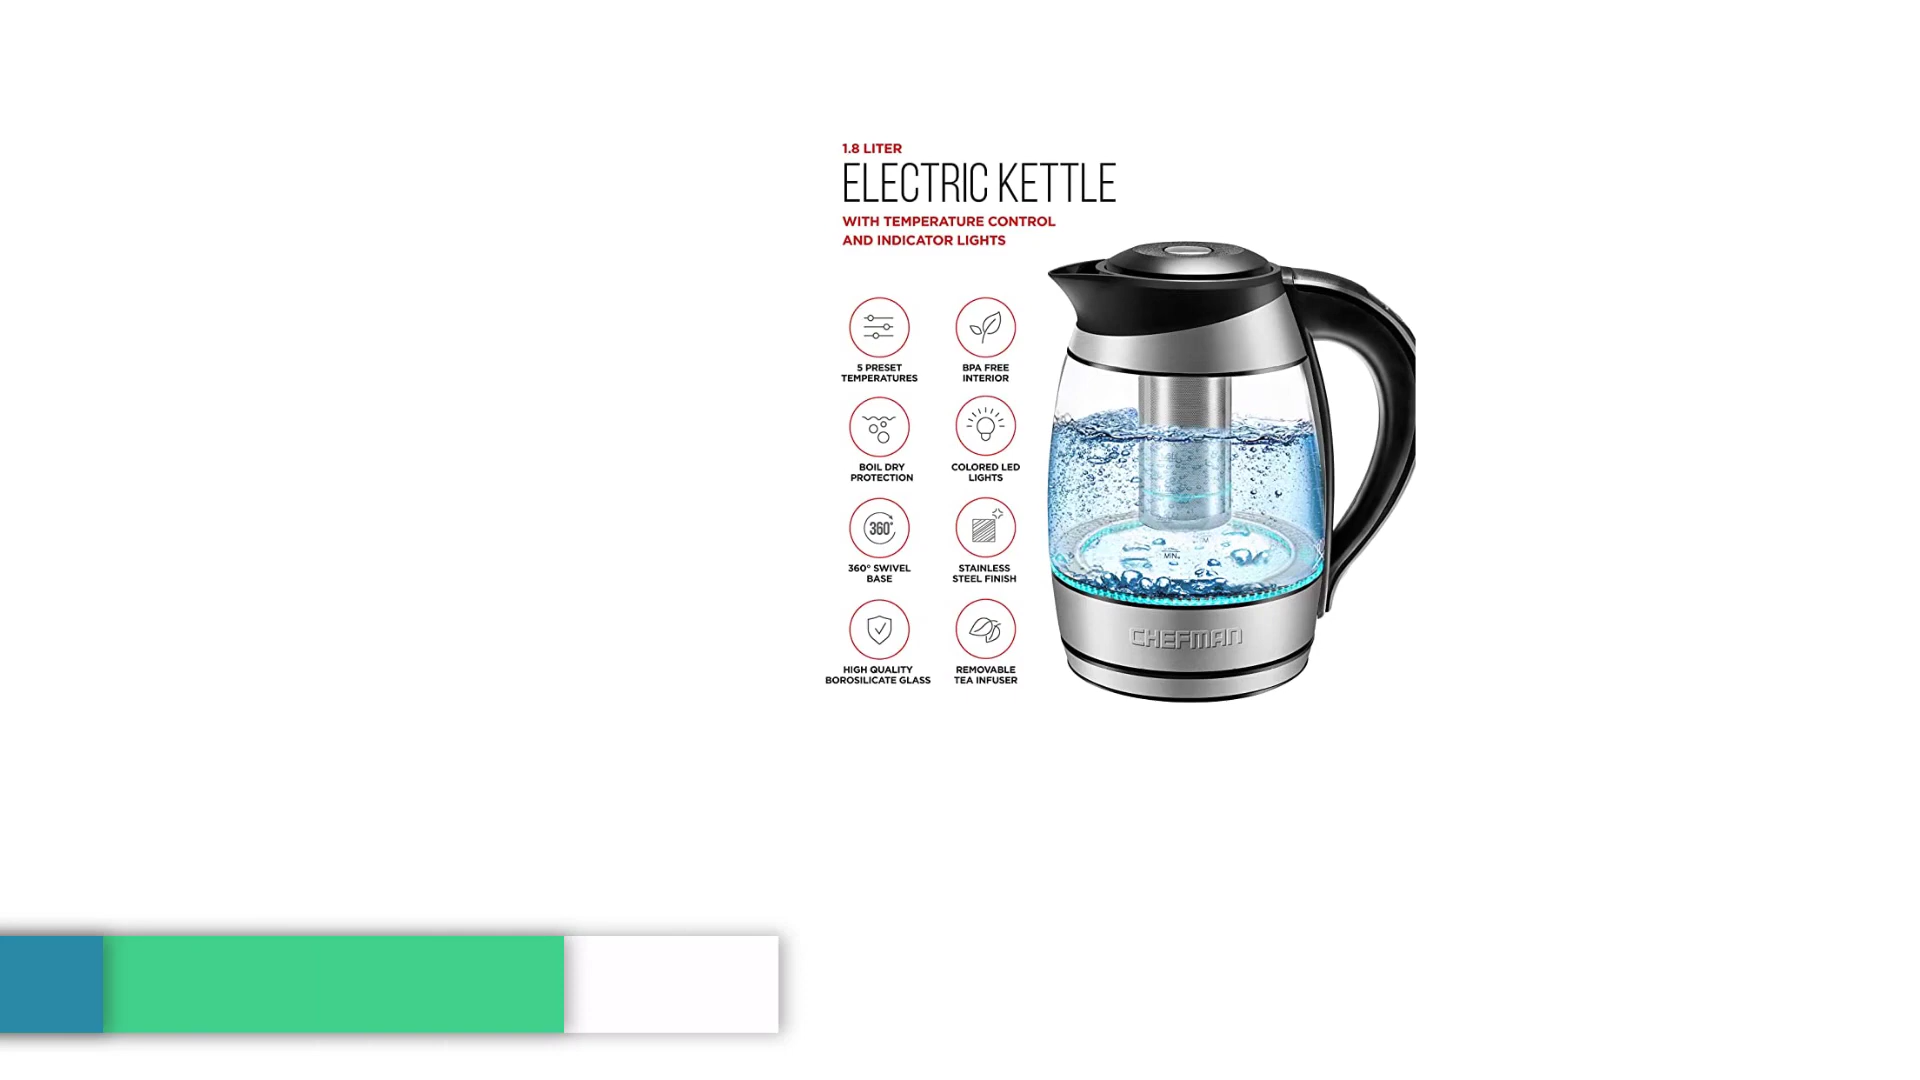 1.8 LITER
ELECTRIC KETTLE
WITH TEMPERATURE CONTROL
AND INDICATOR LIGHTS
5 PRESET
TEMPERATURES
BPA FREE
INTERIOR
BOIL DRY
PROTECTION
COLORED LED
LIGHTS
360°
360° SWIVEL
BASE
STAINLESS
STEEL FINISH
HIGH QUALITY
BOROSILICATE GLASS
REMOVABLE
TEA INFUSER
MIN
CHEFMAN